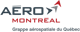 AÉRO
MONTRÉAL
Grappe aérospatiale du Québec